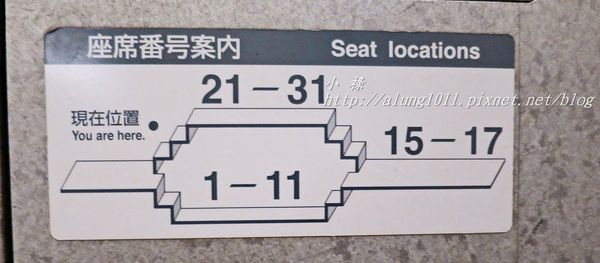 座席番号案内 Seat locations
小蓁
http://alung1011.pixnet.net/blog
21－31
現在位置
You are here.
15－17
1－11